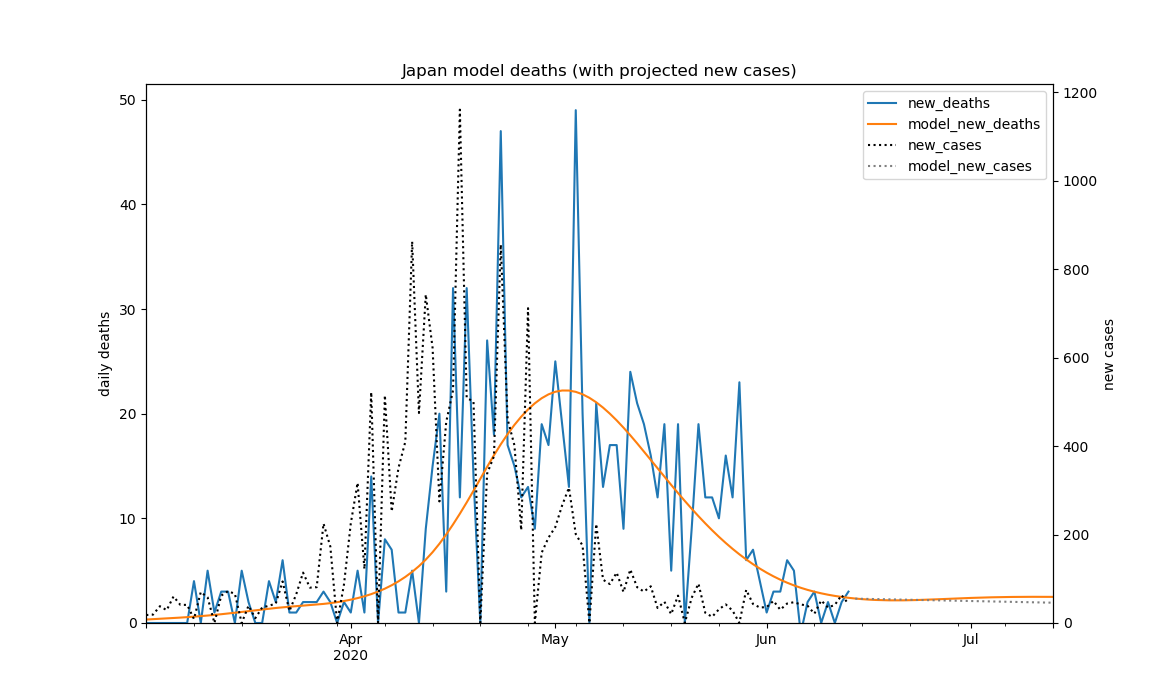 Japan model deaths (with projected new cases)
new_deaths
model_new_deaths
new_cases
model_new_cases
daily deaths
50
40
30
20
10
0
new cases
1200
1000
800
600
400
200
0
Apr
2020
May
Jun
Jul